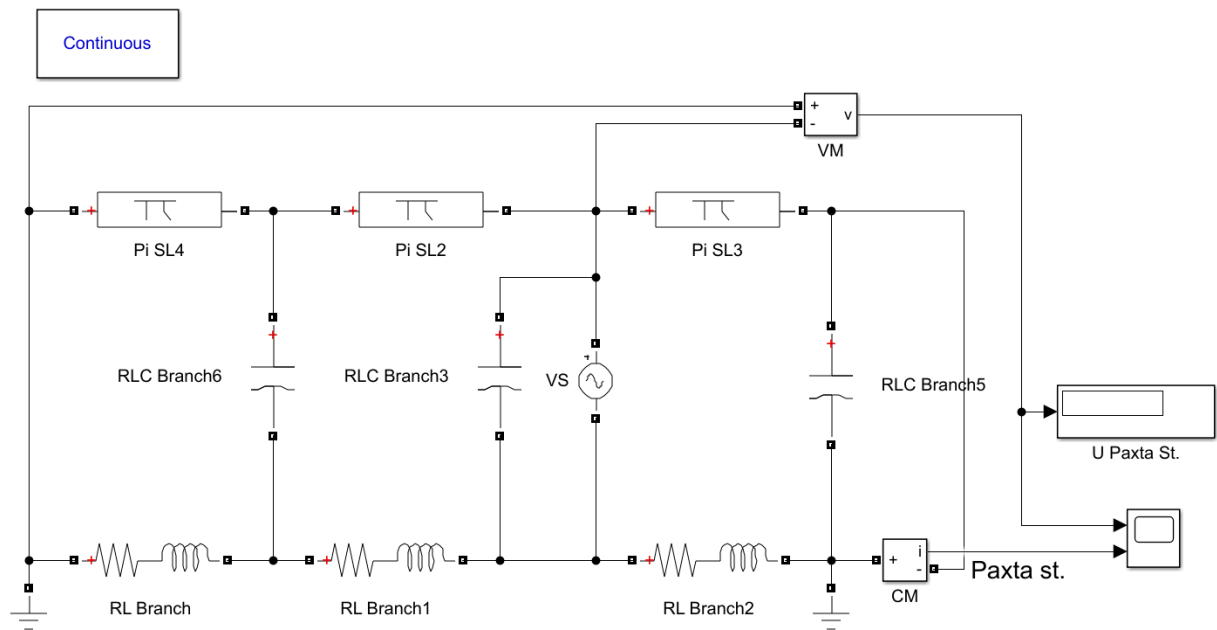 Continuous
+
-
v
VM
+
Pi SL4
+
Pi SL2
+
Pi SL3
+
RLC Branch6
+
RLC Branch3
+
VS
+
RLC Branch5
U Paxta St.
+
RL Branch
+
RL Branch1
+
RL Branch2
+
i
-
CM
Paxta st.